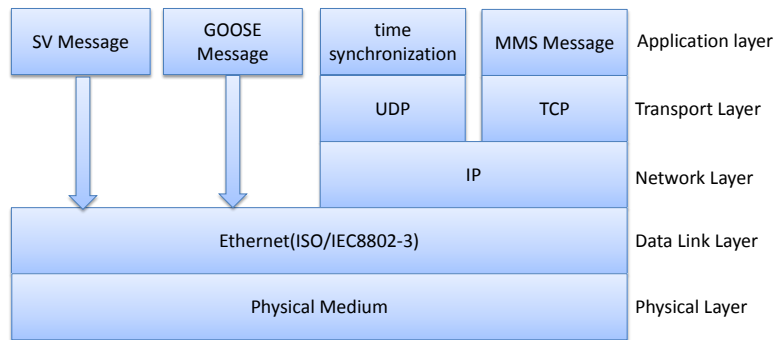 SV Message
GOOSE
Message
time
synchronization
MMS Message
Application layer
UDP
TCP
Transport Layer
IP
Network Layer
Ethernet(ISO/IEC8802-3)
Data Link Layer
Physical Medium
Physical Layer